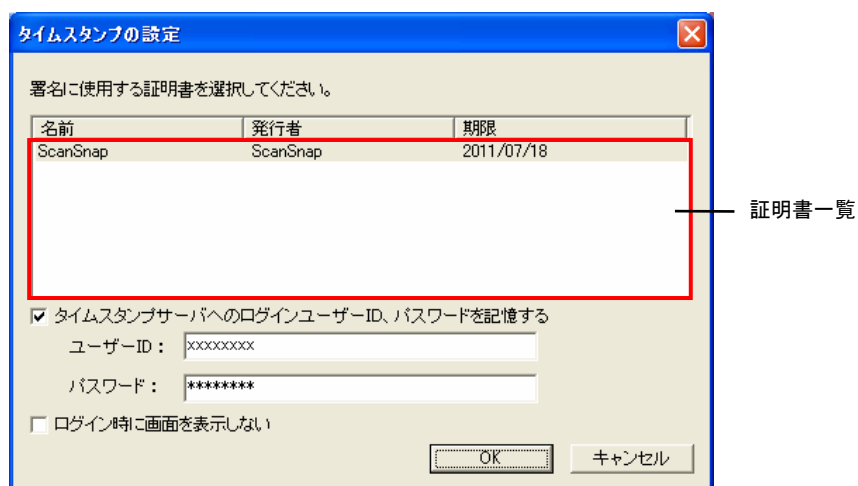 タイムスタンプの設定
署名に使用する証明書を選択してください。
名前 発行者 期限
ScanSnap ScanSnap 2011/07/18
証明書一覧
タイムスタンプサーバへのログインユーザーID、パスワードを記憶する
ユーザーID： xxxxxxxx
パスワード： ********
ログイン時に画面を表示しない
OK キャンセル